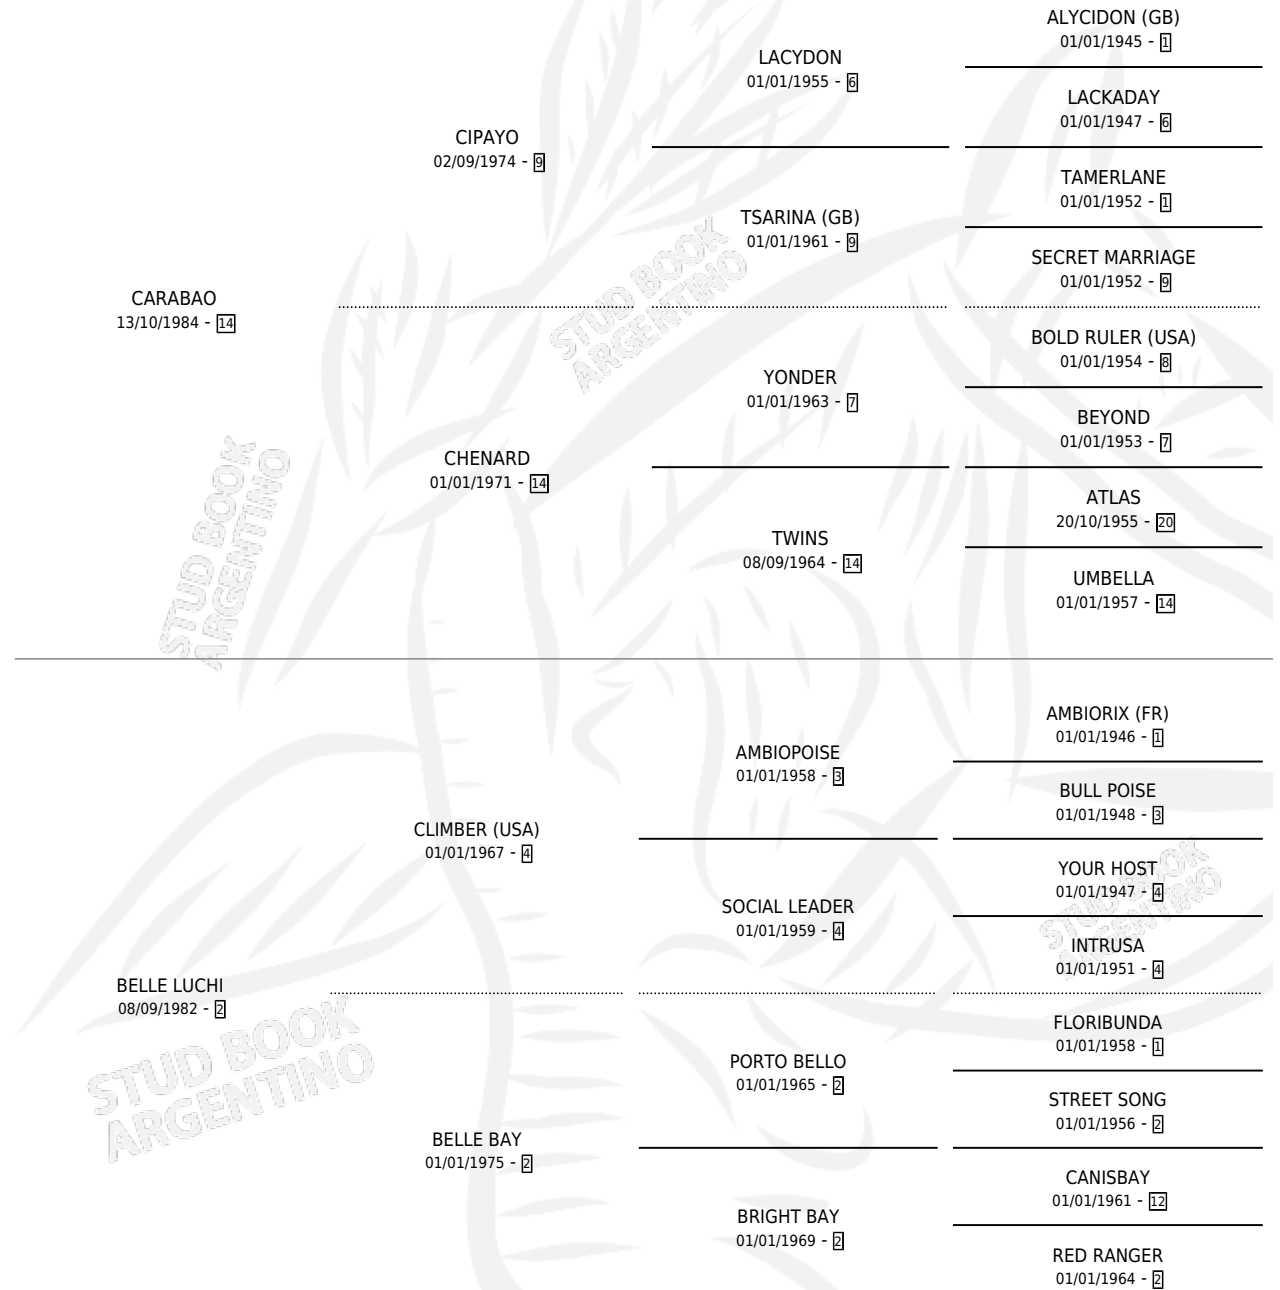 ALYCIDON (GB)
01/01/1945 - 1
LACYDON
01/01/1955 - 6
LACKADAY
01/01/1947 - 6
CIPAYO
02/09/1974 - 9
TAMERLANE
01/01/1952 - 1
TSARINA (GB)
01/01/1961 - 9
SECRET MARRIAGE
01/01/1952 - 9
CARABAO
13/10/1984 - 14
STUD BOOK
ARGENTINO
BOLD RULER (USA)
01/01/1954 - 8
YONDER
01/01/1963 - 7
BEYOND
01/01/1953 - 7
CHENARD
01/01/1971 - 14
ATLAS
20/10/1955 - 20
TWINS
08/09/1964 - 14
UMBELLA
01/01/1957 - 14
STUD BOOK
ARGENTINO
AMBIORIX (FR)
01/01/1946 - 1
AMBIOPOISE
01/01/1958 - 3
BULL POISE
01/01/1948 - 3
CLIMBER (USA)
01/01/1967 - 4
YOUR HOST
01/01/1947 - 4
SOCIAL LEADER
01/01/1959 - 4
STUD BOOK
ARGENTINO
INTRUSA
01/01/1951 - 4
BELLE LUCHI
08/09/1982 - 2
STUD BOOK
ARGENTINO
FLORIBUNDA
01/01/1958 - 1
PORTO BELLO
01/01/1965 - 2
STREET SONG
01/01/1956 - 2
BELLE BAY
01/01/1975 - 2
CANISBAY
01/01/1961 - 12
BRIGHT BAY
01/01/1969 - 2
RED RANGER
01/01/1964 - 2